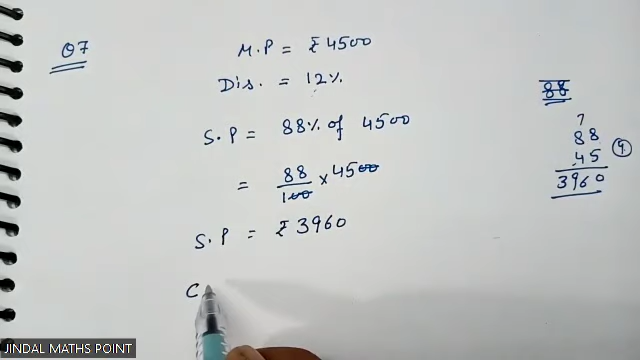 Q7
M.P = ₹4500
Dis. = 12%
S.P = 88% of 4500
= 88/100 × 4500
S.P = ₹3960
C
88
7
88
45
3960
9
JINDAL MATHS POINT